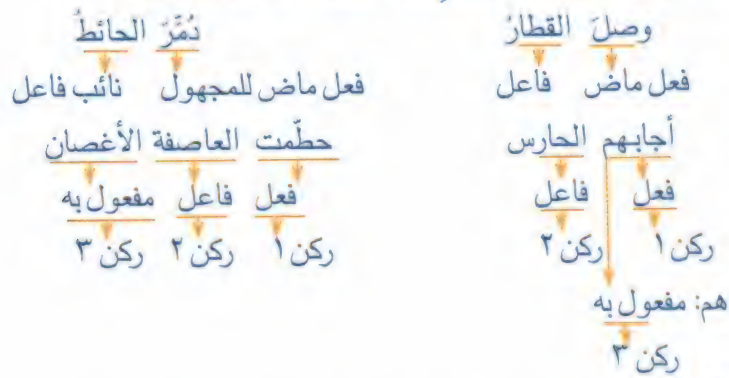 وصلَ القطارُ
فعل ماض فاعل
أجابهم الحارس
فعل فاعل
ركن ١ ركن ٢
هم: مفعول به
ركن ٣
دُمِّرَ الحائطُ
فعل ماض للمجهول نائب فاعل
حطّمت العاصفة الأغصان
فعل فاعل مفعول به
ركن ١ ركن ٢ ركن ٣